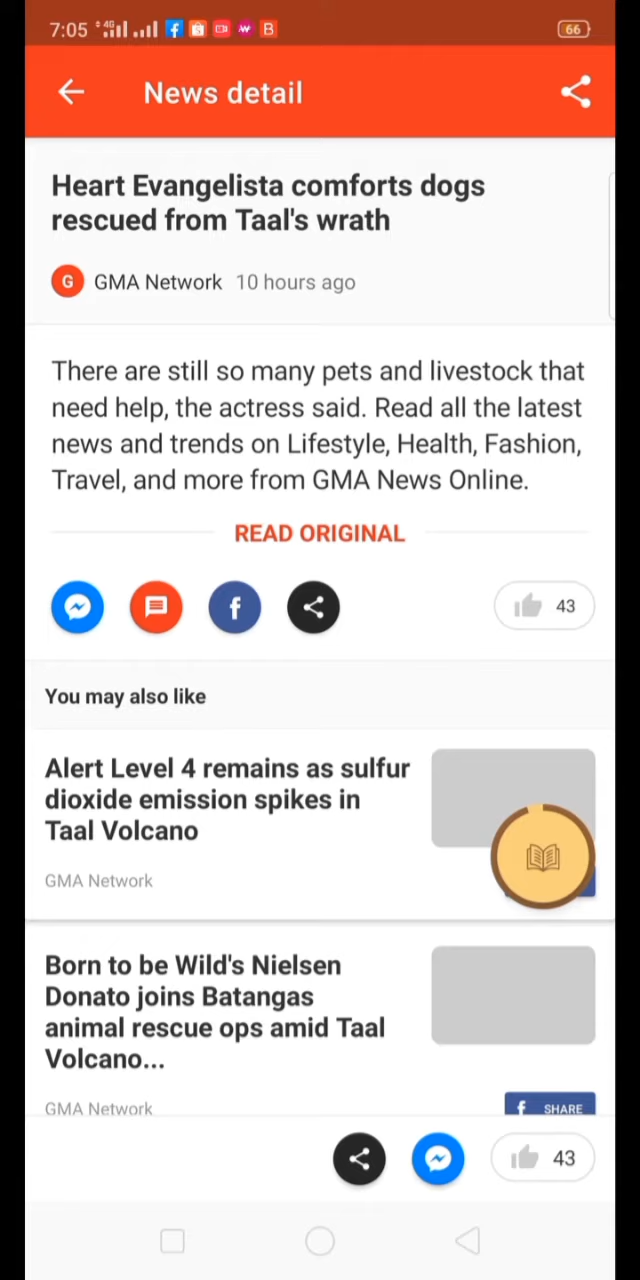 7:05 4G 66
News detail
Heart Evangelista comforts dogs
rescued from Taal's wrath
G GMA Network 10 hours ago
There are still so many pets and livestock that
need help, the actress said. Read all the latest
news and trends on Lifestyle, Health, Fashion,
Travel, and more from GMA News Online.
READ ORIGINAL
43
You may also like
Alert Level 4 remains as sulfur
dioxide emission spikes in
Taal Volcano
GMA Network
Born to be Wild's Nielsen
Donato joins Batangas
animal rescue ops amid Taal
Volcano...
GMA Network
f SHARE
43